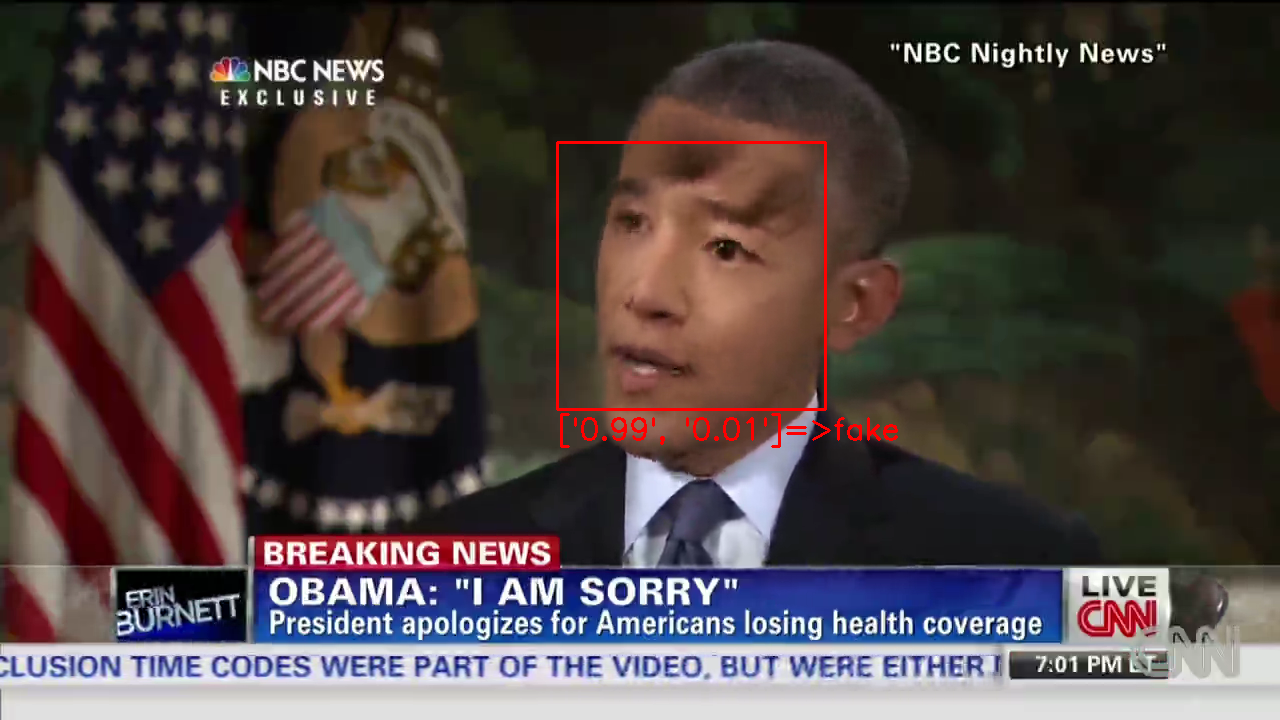 "NBC Nightly News"
NBC NEWS
EXCLUSIVE
['0.99', '0.01']=>fake
BREAKING NEWS
ERIN
BURNETT
OBAMA: "I AM SORRY"
President apologizes for Americans losing health coverage
LIVE
CNN
CLUSION TIME CODES WERE PART OF THE VIDEO, BUT WERE EITHER
7:01 PM ET
CNN